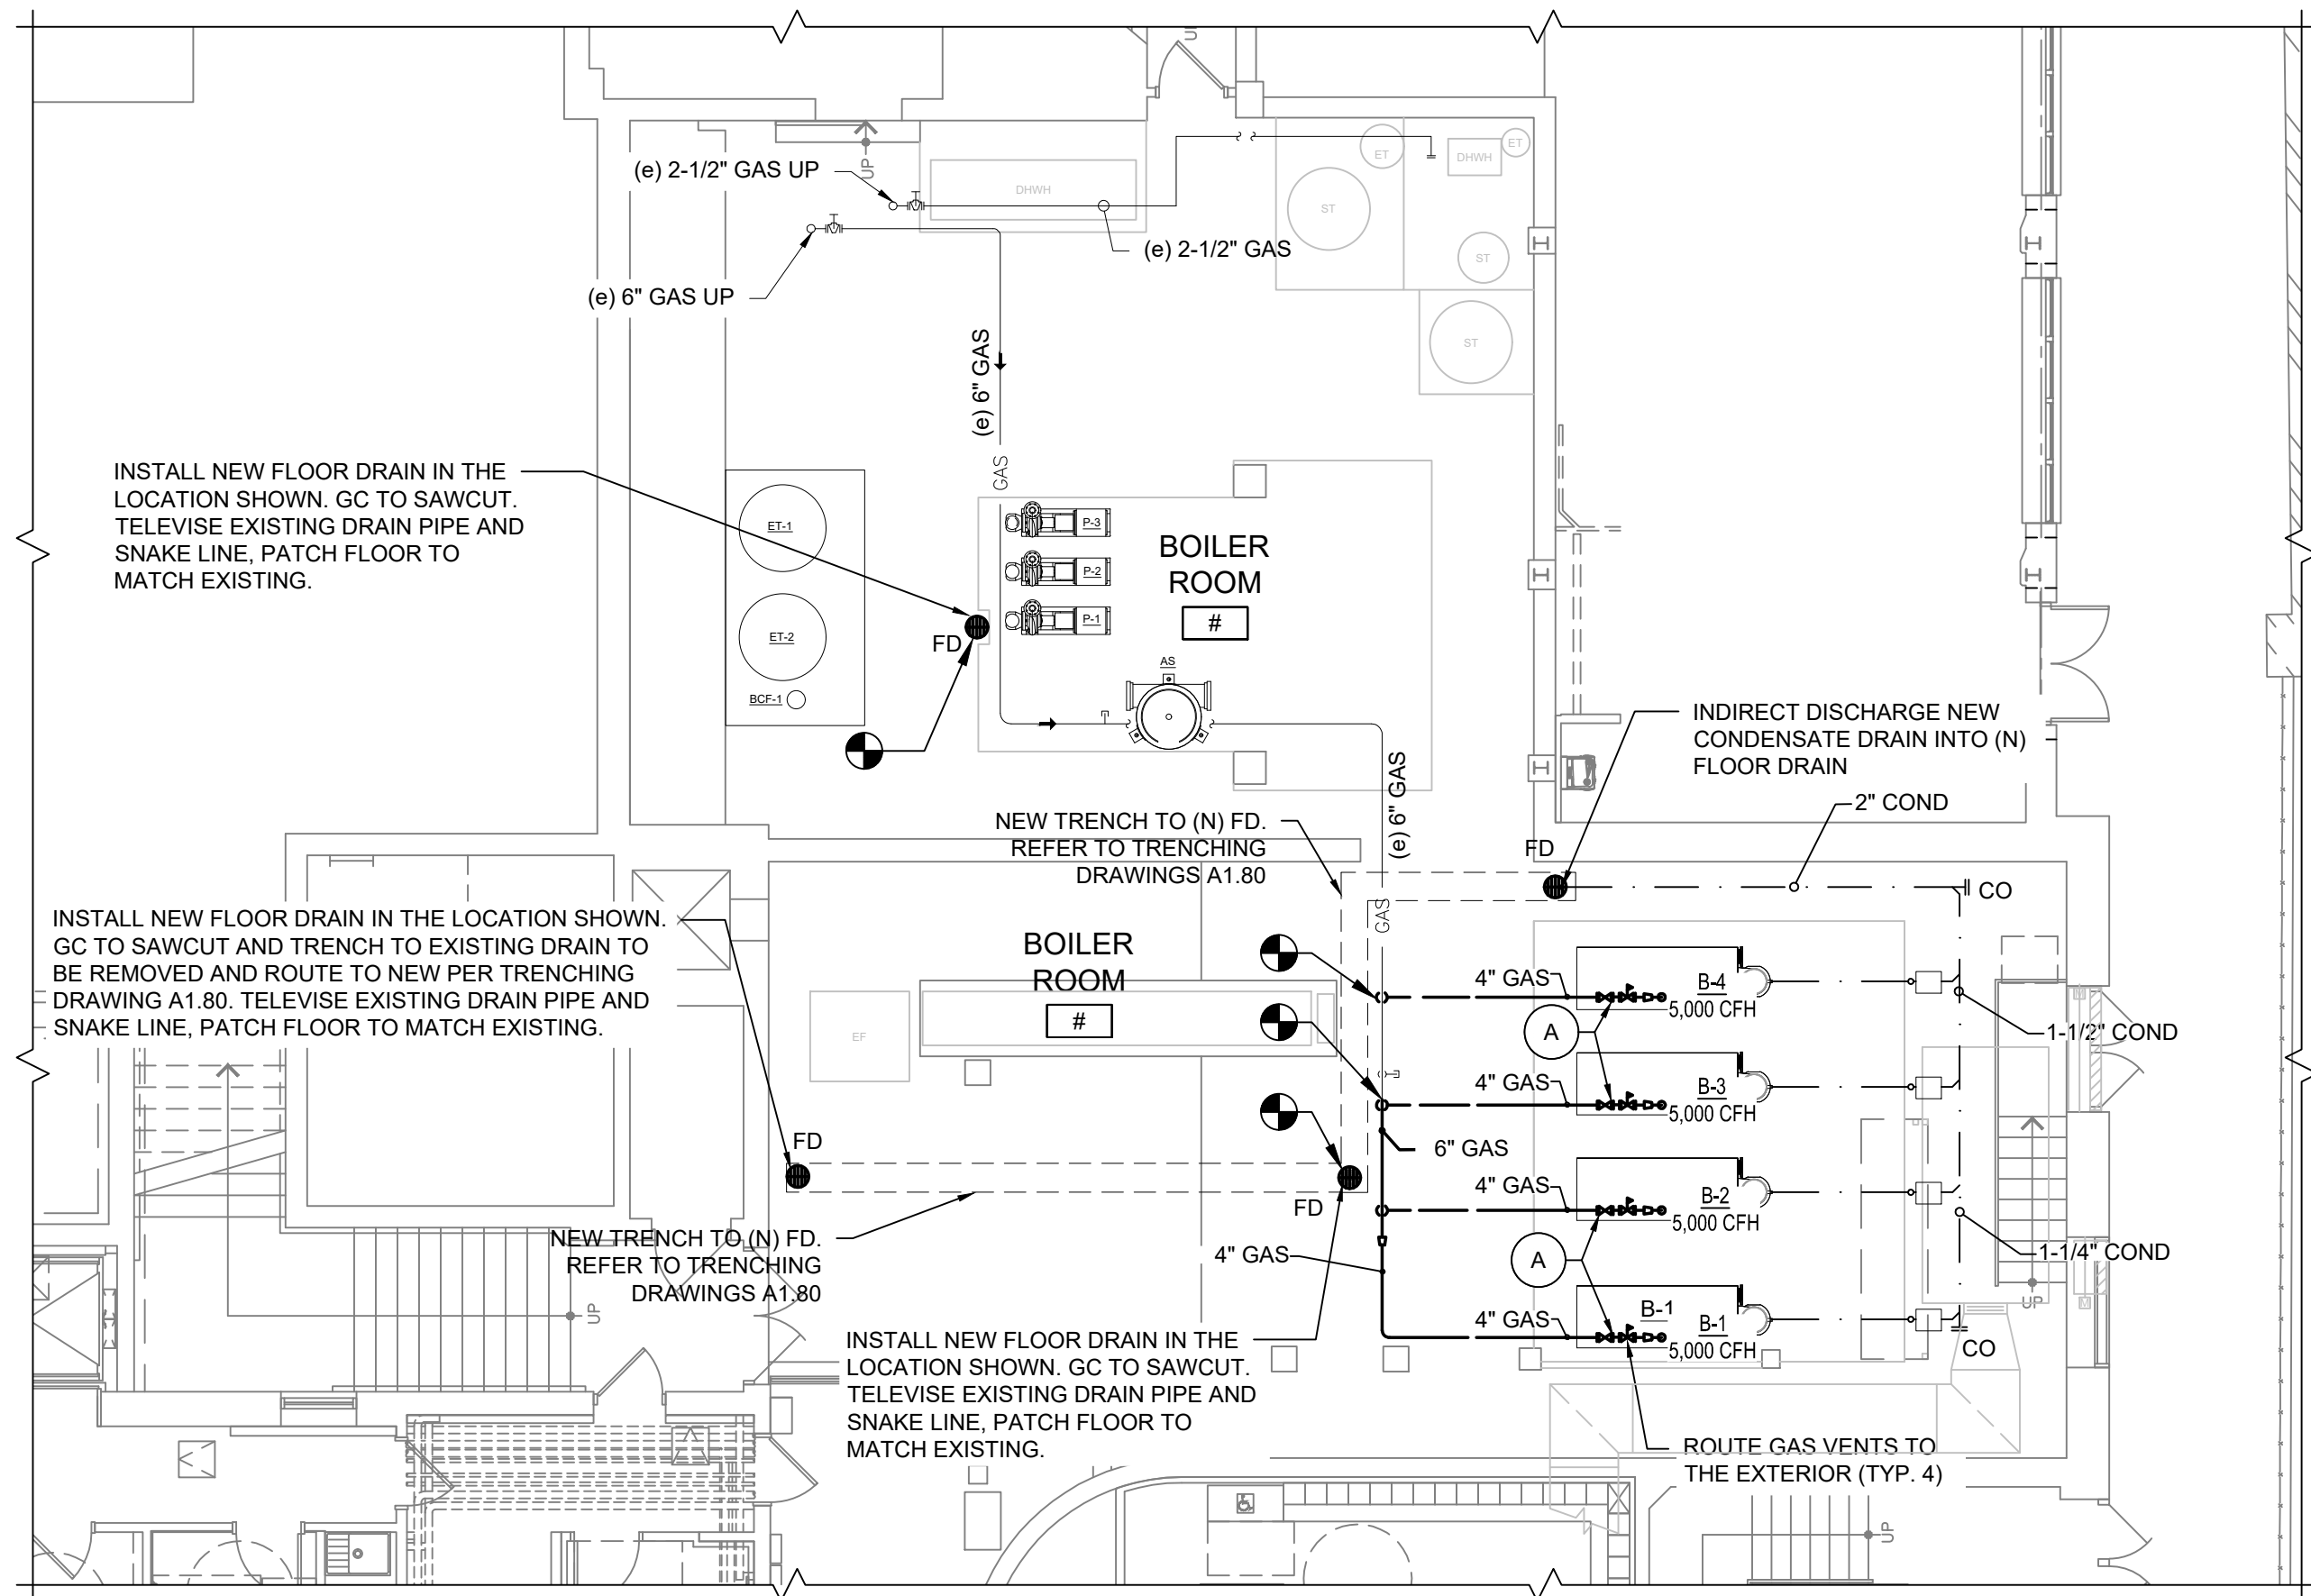 UP
(e) 2-1/2" GAS UP
UP
DHWH
ET
DHWH
ET
ST
ST
ST
(e) 2-1/2" GAS
(e) 6" GAS UP
(e) 6" GAS
GAS
INSTALL NEW FLOOR DRAIN IN THE
LOCATION SHOWN. GC TO SAWCUT.
TELEVISE EXISTING DRAIN PIPE AND
SNAKE LINE, PATCH FLOOR TO
MATCH EXISTING.
ET-1
ET-2
BCF-1
FD
P-3
P-2
P-1
BOILER
ROOM
#
AS
INDIRECT DISCHARGE NEW
CONDENSATE DRAIN INTO (N)
FLOOR DRAIN
2" COND
(e) 6" GAS
NEW TRENCH TO (N) FD.
REFER TO TRENCHING
DRAWINGS A1.80
FD
CO
GAS
INSTALL NEW FLOOR DRAIN IN THE LOCATION SHOWN.
GC TO SAWCUT AND TRENCH TO EXISTING DRAIN TO
BE REMOVED AND ROUTE TO NEW PER TRENCHING
DRAWING A1.80. TELEVISE EXISTING DRAIN PIPE AND
SNAKE LINE, PATCH FLOOR TO MATCH EXISTING.
BOILER
ROOM
#
EF
4" GAS
B-4
5,000 CFH
A
1-1/2" COND
4" GAS
B-3
5,000 CFH
6" GAS
FD
FD
4" GAS
B-2
5,000 CFH
NEW TRENCH TO (N) FD.
REFER TO TRENCHING
DRAWINGS A1.80
4" GAS
A
1-1/4" COND
4" GAS
B-1
B-1
5,000 CFH
CO
UP
UP
M
M
INSTALL NEW FLOOR DRAIN IN THE
LOCATION SHOWN. GC TO SAWCUT.
TELEVISE EXISTING DRAIN PIPE AND
SNAKE LINE, PATCH FLOOR TO
MATCH EXISTING.
ROUTE GAS VENTS TO
THE EXTERIOR (TYP. 4)
UP